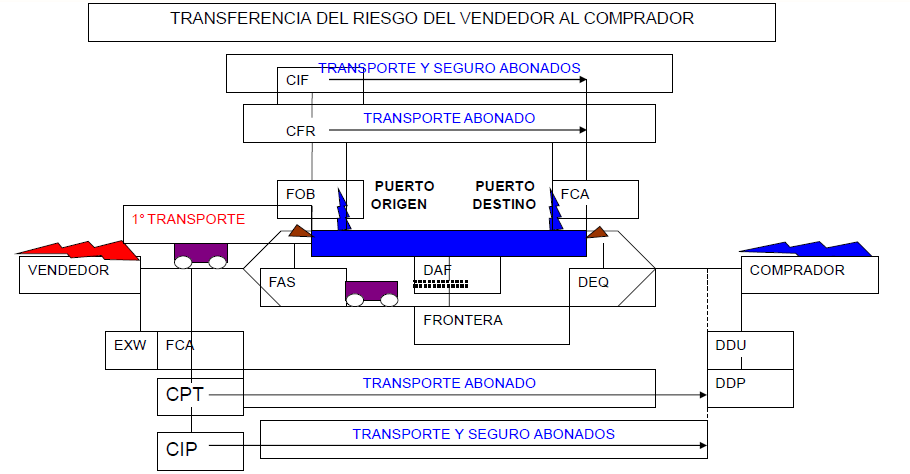 TRANSFERENCIA DEL RIESGO DEL VENDEDOR AL COMPRADOR
TRANSPORTE Y SEGURO ABONADOS
CIF
TRANSPORTE ABONADO
CFR
FOB
PUERTO
ORIGEN
PUERTO
DESTINO
FCA
1º TRANSPORTE
VENDEDOR
FAS
DAF
DEQ
COMPRADOR
FRONTERA
EXW
FCA
DDU
TRANSPORTE ABONADO
DDP
CPT
TRANSPORTE Y SEGURO ABONADOS
CIP